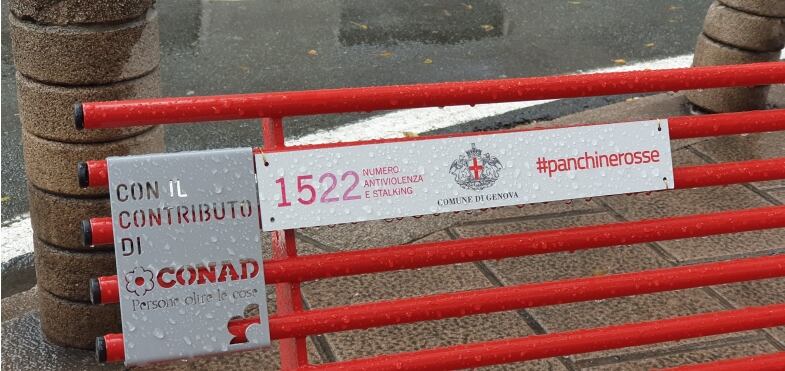 CON IL
CONTRIBUTO
DI
CONAD
Persone oltre le cose
1522
NUMERO
ANTIVIOLENZA
E STALKING
COMUNE DI GENOVA
#panchinerosse